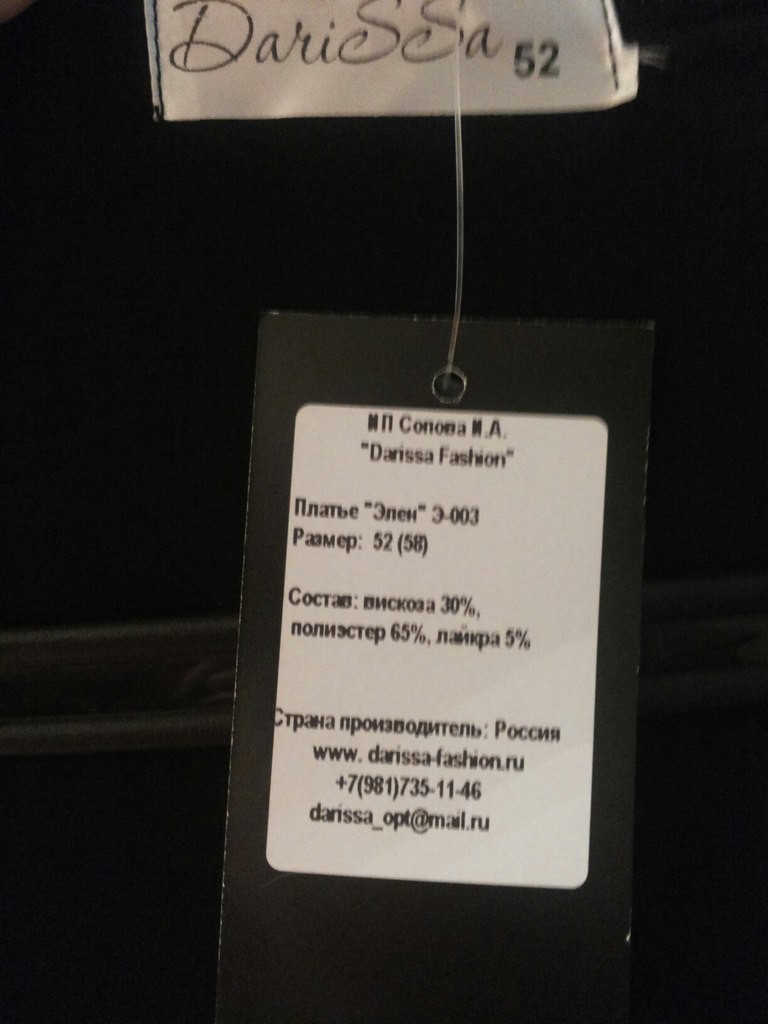 DariSSa 52
ИП Сопова И.А.
"Darissa Fashion"
Платье "Элен" Э-003
Размер: 52 (58)
Состав: вискоза 30%,
полиэстер 65%, лайкра 5%
Страна производитель: Россия
www. darissa-fashion.ru
+7(981)735-11-46
darissa_opt@mail.ru